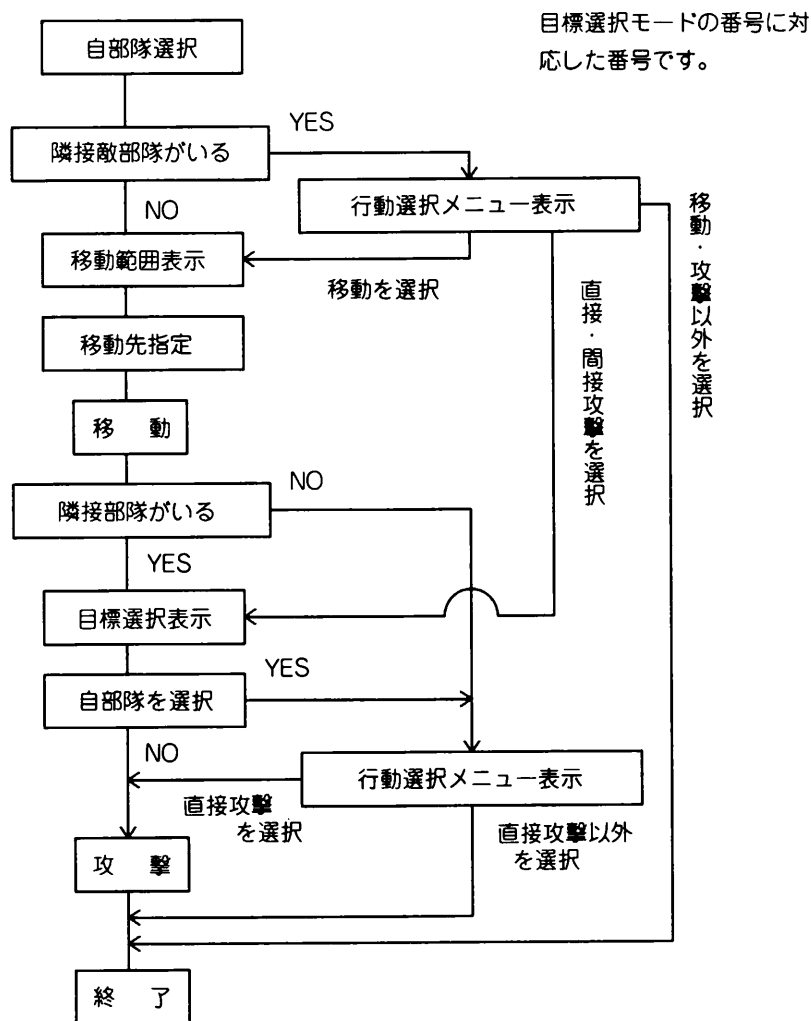 目標選択モードの番号に対
応した番号です。
自部隊選択
YES
隣接敵部隊がいる
NO
行動選択メニュー表示
移動範囲表示
移動を選択
移動先指定
直接・間接攻撃を選択
移動・攻撃以外を選択
移 動
隣接部隊がいる
NO
YES
目標選択表示
自部隊を選択
YES
NO
行動選択メニュー表示
直接攻撃
を選択
直接攻撃以外
を選択
攻 撃
終 了